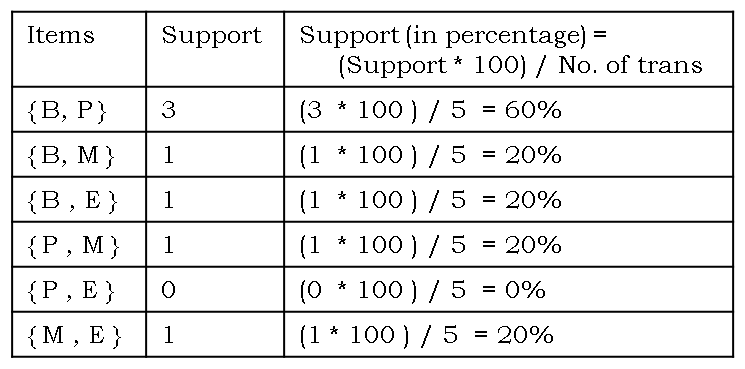 Items Support Support (in percentage) =
(Support * 100) / No. of trans
{B, P} 3 (3 * 100 ) / 5 = 60%
{B, M} 1 (1 * 100 ) / 5 = 20%
{B , E } 1 (1 * 100 ) / 5 = 20%
{P , M} 1 (1 * 100 ) / 5 = 20%
{P , E } 0 (0 * 100 ) / 5 = 0%
{M , E } 1 (1 * 100 ) / 5 = 20%